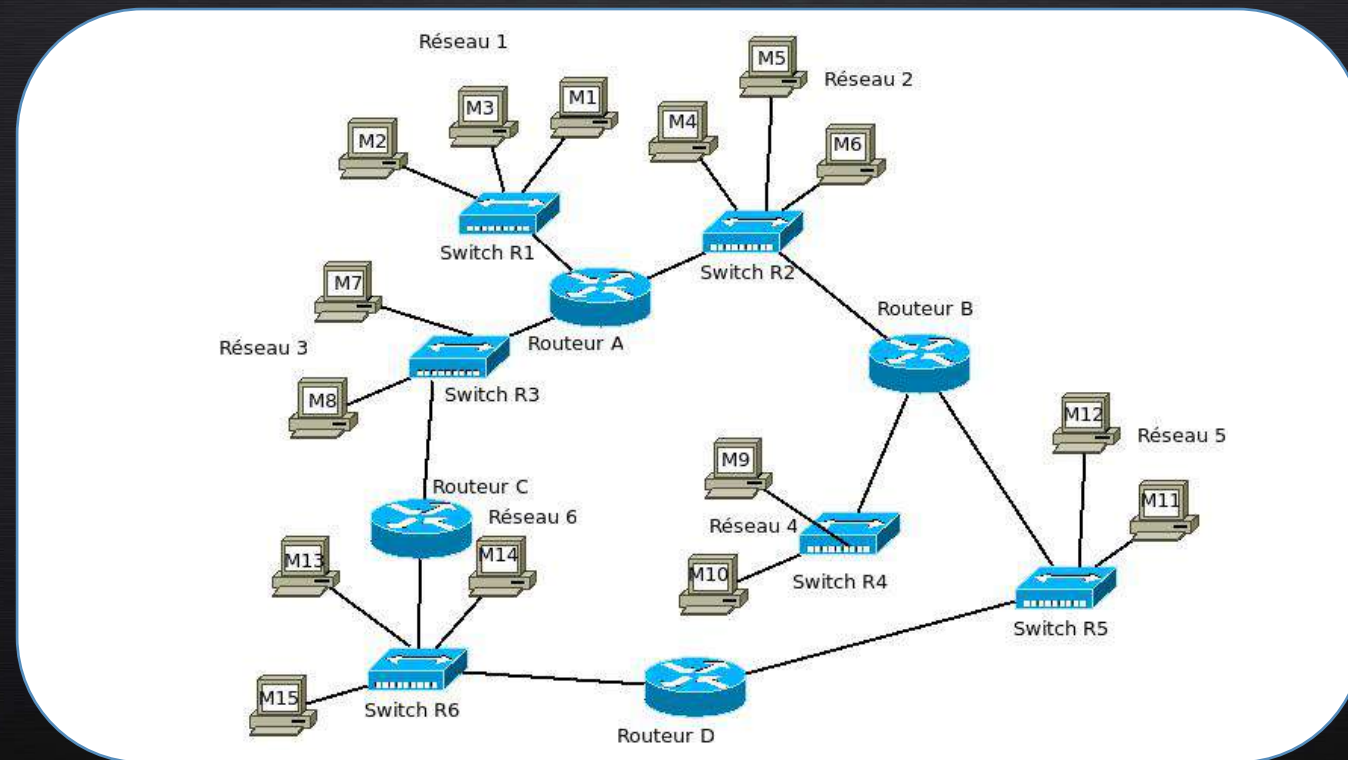 Réseau 1
M5
Réseau 2
M1
M3
M4
M2
M6
Switch R1
Switch R2
M7
Routeur B
Routeur A
Réseau 3
Switch R3
M8
M12
Réseau 5
M9
Routeur C
M11
Réseau 6
Réseau 4
M14
M13
M10
Switch R4
Switch R5
M15
Switch R6
Routeur D